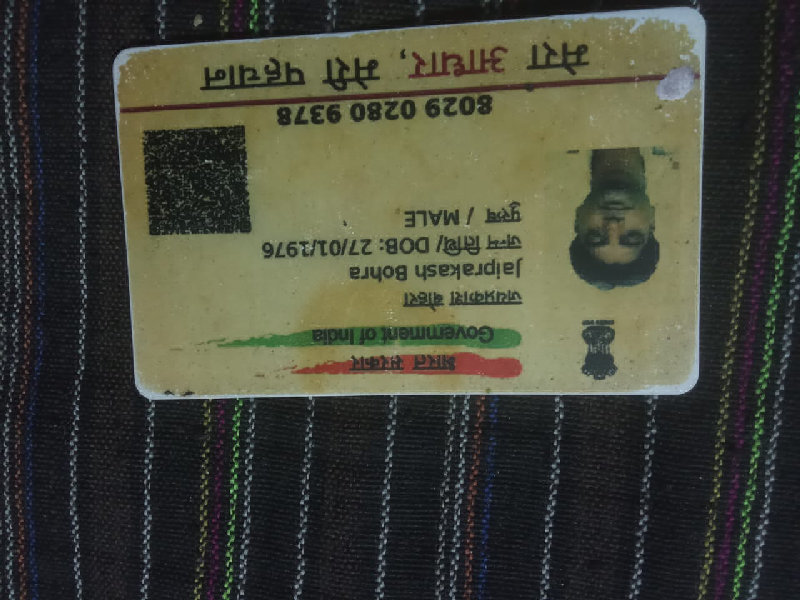 भारत सरकार
Government of India
जयप्रकाश बोहरा
Jaiprakash Bohra
जन्म तिथि/ DOB: 27/01/1976
पुरुष / MALE
8029 0280 9378
मेरा आधार, मेरी पहचान